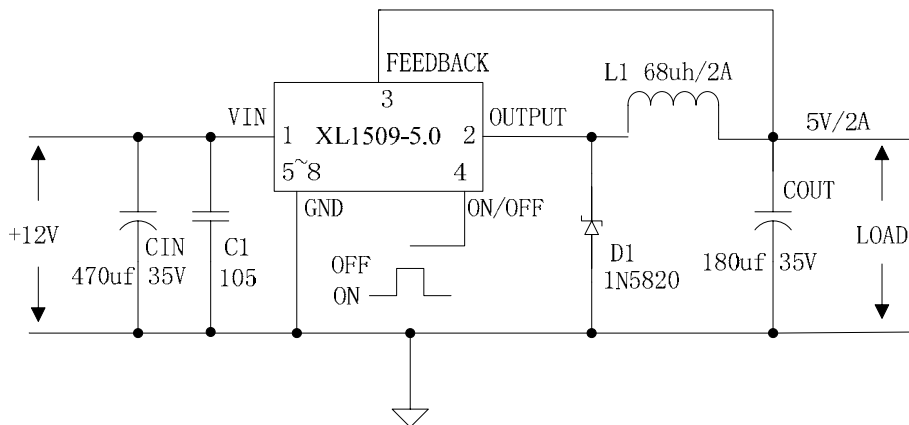 FEEDBACK
L1 68uh/2A
3
VIN
OUTPUT
5V/2A
1 XL1509-5.0 2
5~8 4
GND
ON/OFF
COUT
+12V
CIN
C1
OFF
D1
LOAD
470uf 35V
105
ON
1N5820
180uf 35V